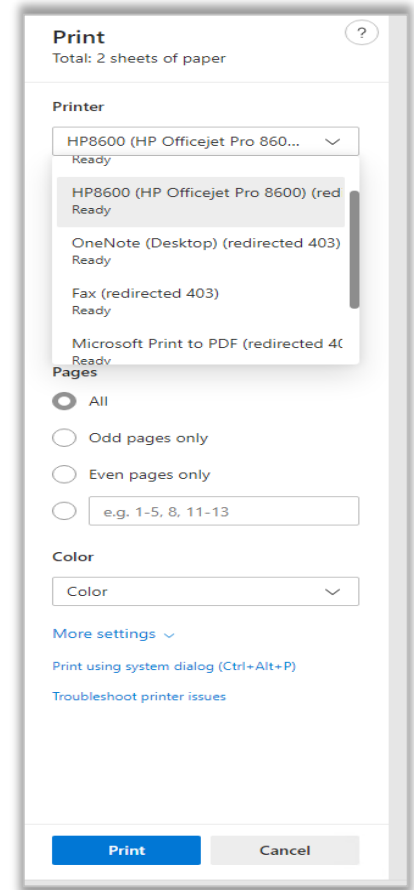 Print
?
Total: 2 sheets of paper
Printer
HP8600 (HP Officejet Pro 860...
Ready
HP8600 (HP Officejet Pro 8600) (red
Ready
OneNote (Desktop) (redirected 403)
Ready
Fax (redirected 403)
Ready
Microsoft Print to PDF (redirected 40
Ready
Pages
All
Odd pages only
Even pages only
e.g. 1-5, 8, 11-13
Color
Color
More settings
Print using system dialog (Ctrl+Alt+P)
Troubleshoot printer issues
Print Cancel